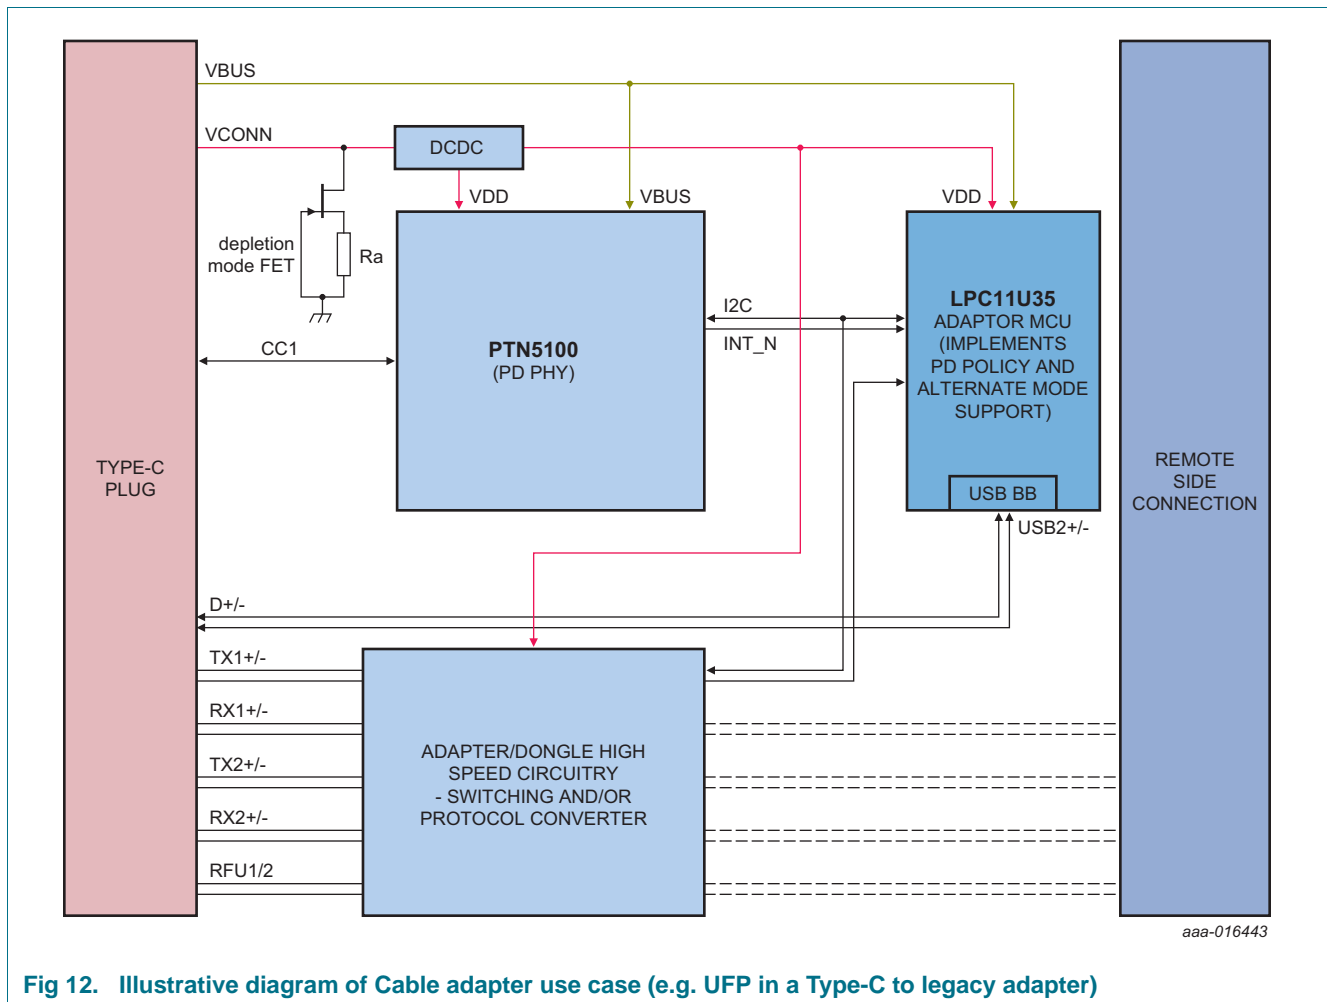 VBUS
VCONN
DCDC
VDD
VBUS
VDD
depletion
mode FET
Ra
I2C
INT_N
CC1
PTN5100
(PD PHY)
LPC11U35
ADAPTOR MCU
(IMPLEMENTS
PD POLICY AND
ALTERNATE MODE
SUPPORT)
USB BB
USB2+/-
TYPE-C
PLUG
REMOTE
SIDE
CONNECTION
D+/-
TX1+/-
RX1+/-
TX2+/-
RX2+/-
RFU1/2
ADAPTER/DONGLE HIGH
SPEED CIRCUITRY
- SWITCHING AND/OR
PROTOCOL CONVERTER
aaa-016443
Fig 12. Illustrative diagram of Cable adapter use case (e.g. UFP in a Type-C to legacy adapter)